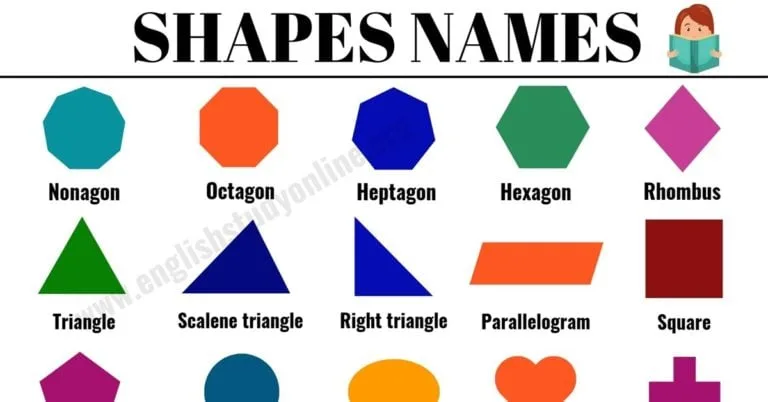 SHAPES NAMES
Nonagon
Octagon
Heptagon
Hexagon
Rhombus
www.englishstudyonline.org
Triangle
Scalene triangle
Right triangle
Parallelogram
Square